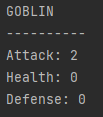 GOBLIN
----------
Attack: 2
Health: 0
Defense: 0